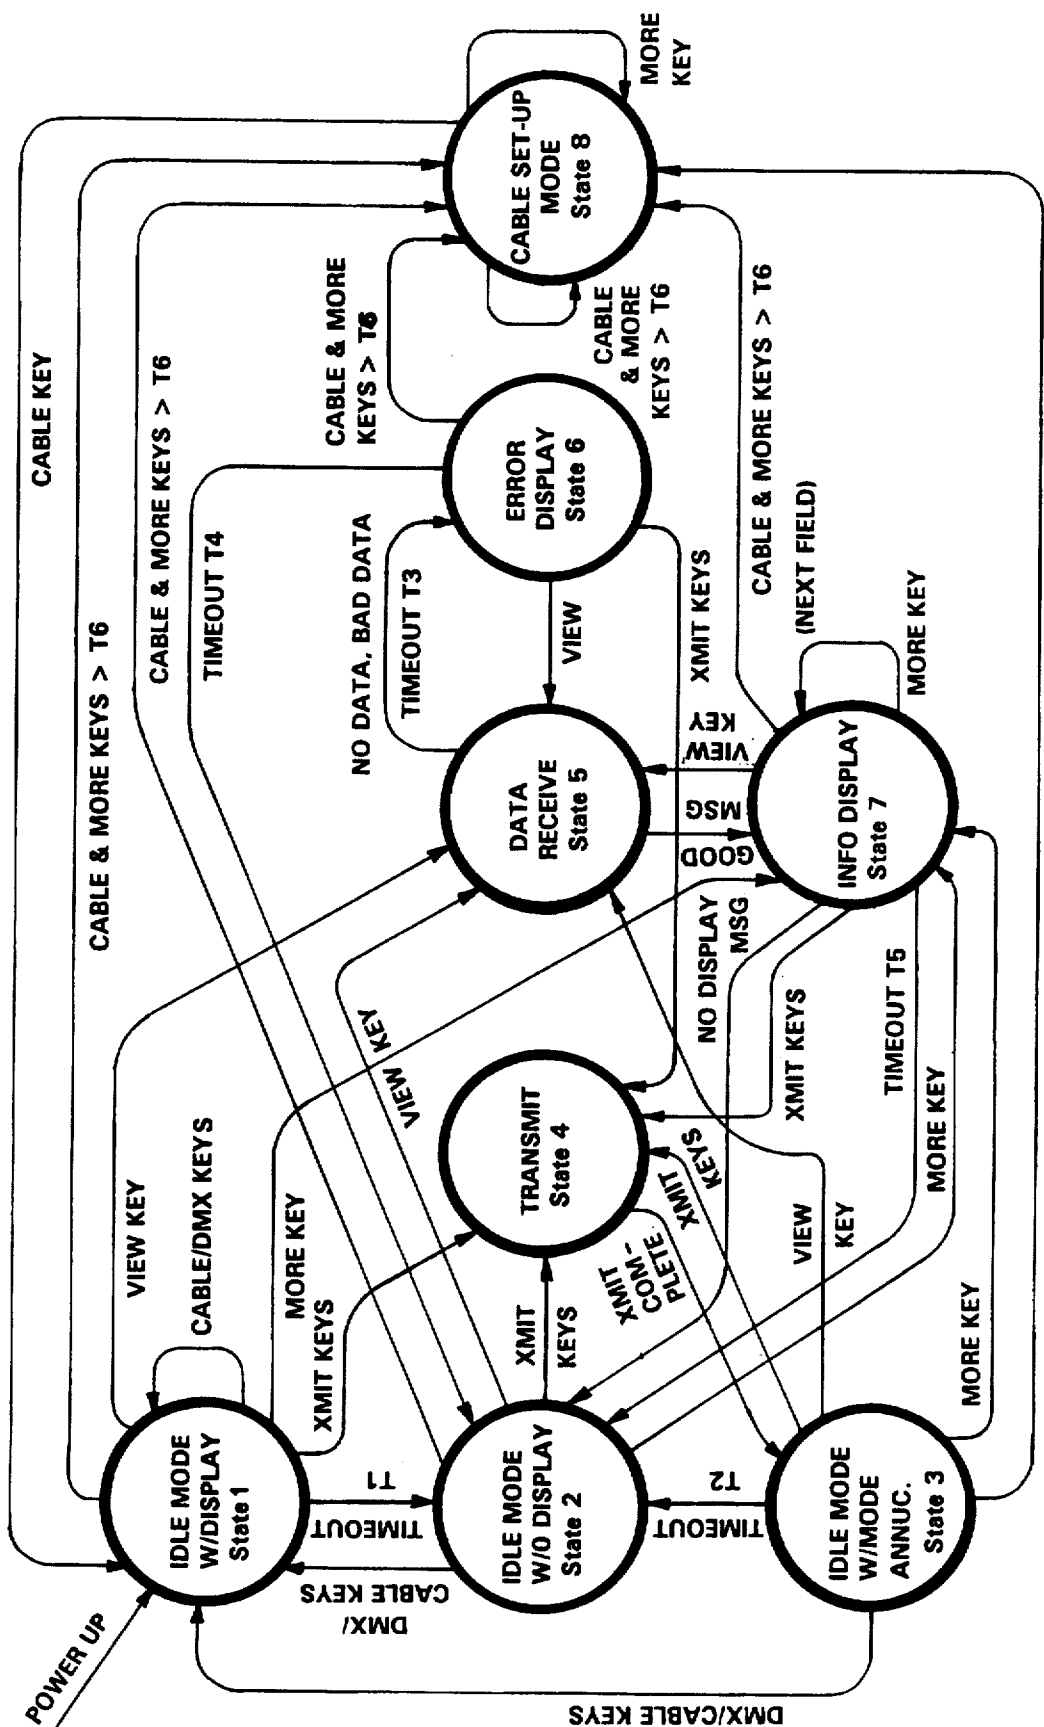 POWER UP
CABLE KEY
CABLE & MORE KEYS > T6
CABLE & MORE KEYS > T6
TIMEOUT T4
VIEW KEY
CABLE/DMX KEYS
MORE KEY
XMIT KEYS
IDLE MODE
W/DISPLAY
State 1
TIMEOUT
T1
DMX/
CABLE KEYS
IDLE MODE
W/O DISPLAY
State 2
VIEW KEY
XMIT
KEYS
TRANSMIT
State 4
XMIT
COM-
PLETE
XMIT
KEYS
TIMEOUT
T2
IDLE MODE
W/MODE
ANNUC.
State 3
DMX/CABLE KEYS
VIEW
KEY
MORE KEY
MORE KEY
TIMEOUT T5
XMIT KEYS
NO DISPLAY
MSG
DATA
RECEIVE
State 5
NO DATA, BAD DATA
TIMEOUT T3
VIEW
GOOD
MSG
VIEW
KEY
INFO DISPLAY
State 7
(NEXT FIELD)
MORE KEY
XMIT KEYS
ERROR
DISPLAY
State 6
CABLE & MORE
KEYS >
CABLE
& MORE
KEYS > T6
CABLE & MORE KEYS > T6
CABLE SET-UP
MODE
State 8
MORE
KEY